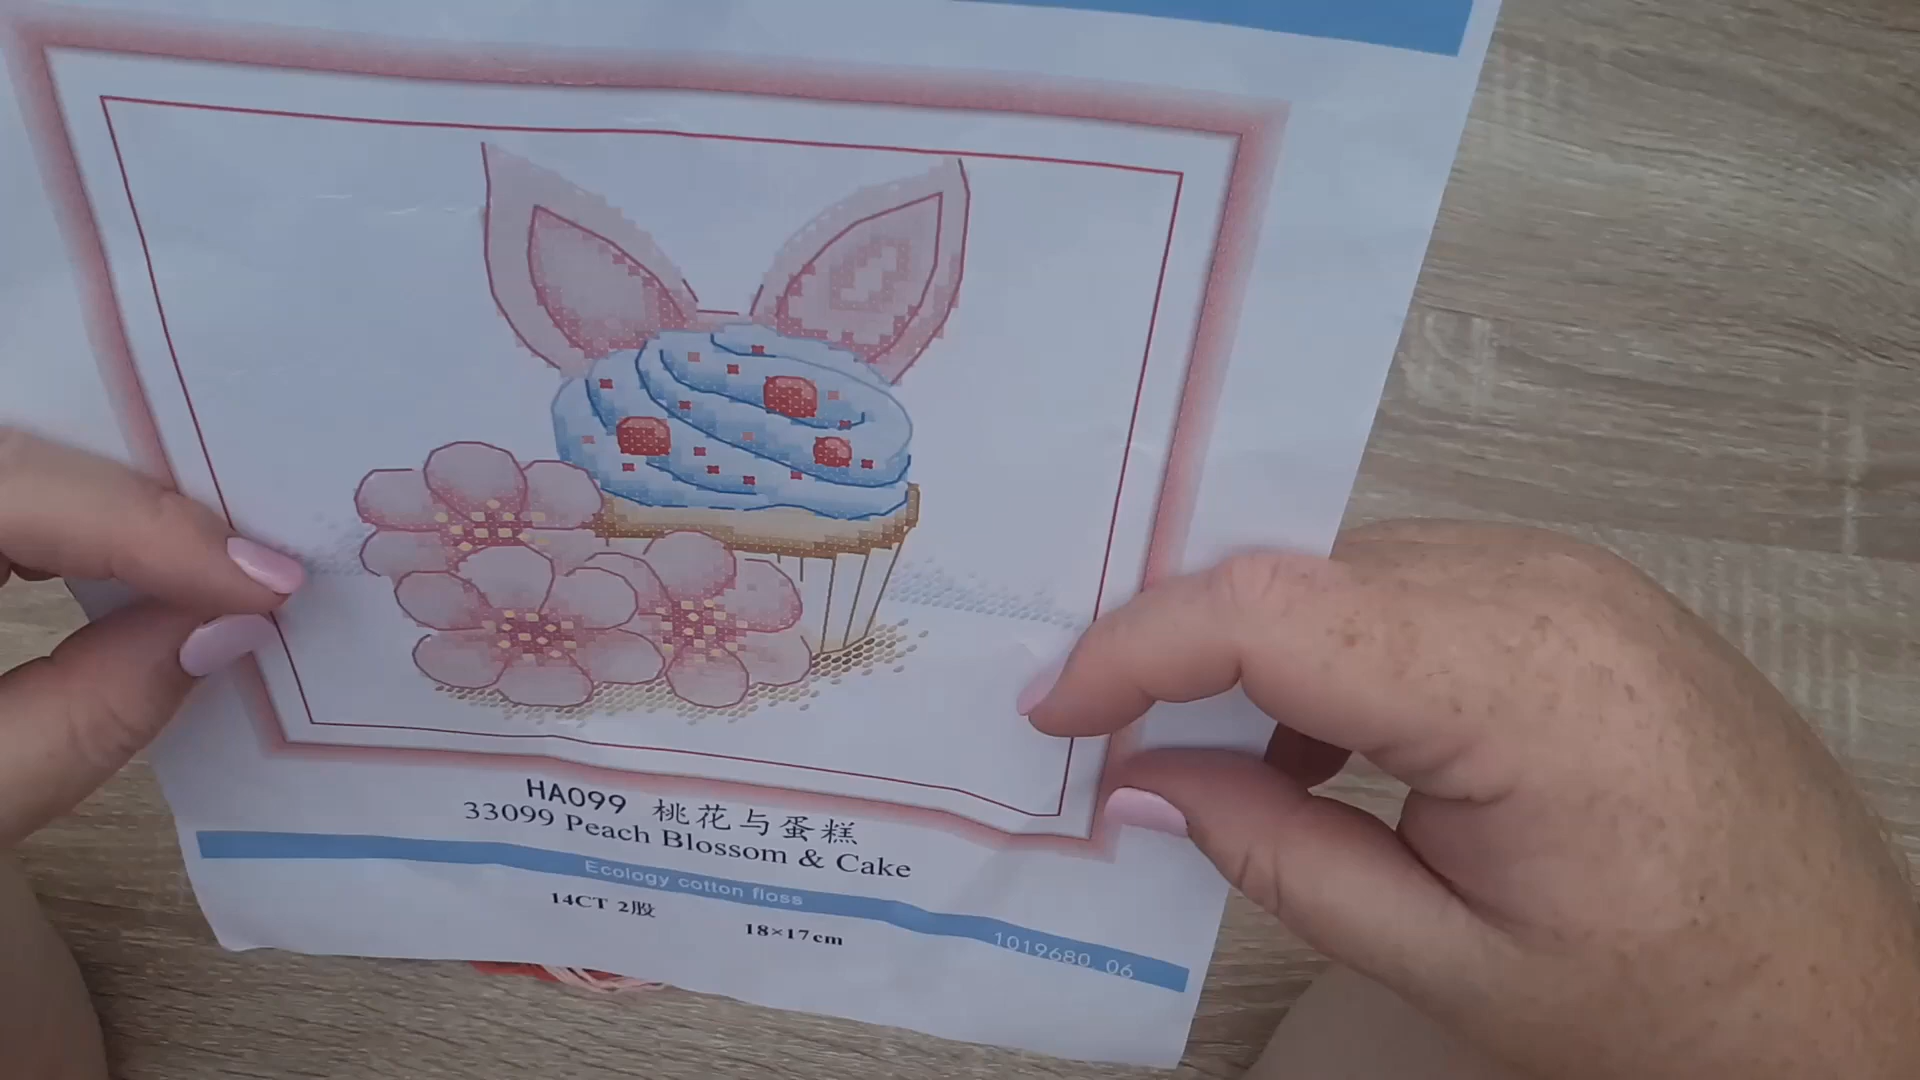 HA099 桃花与蛋糕
33099 Peach Blossom & Cake
Ecology cotton floss
14CT 2股
18×17cm
1019680 06